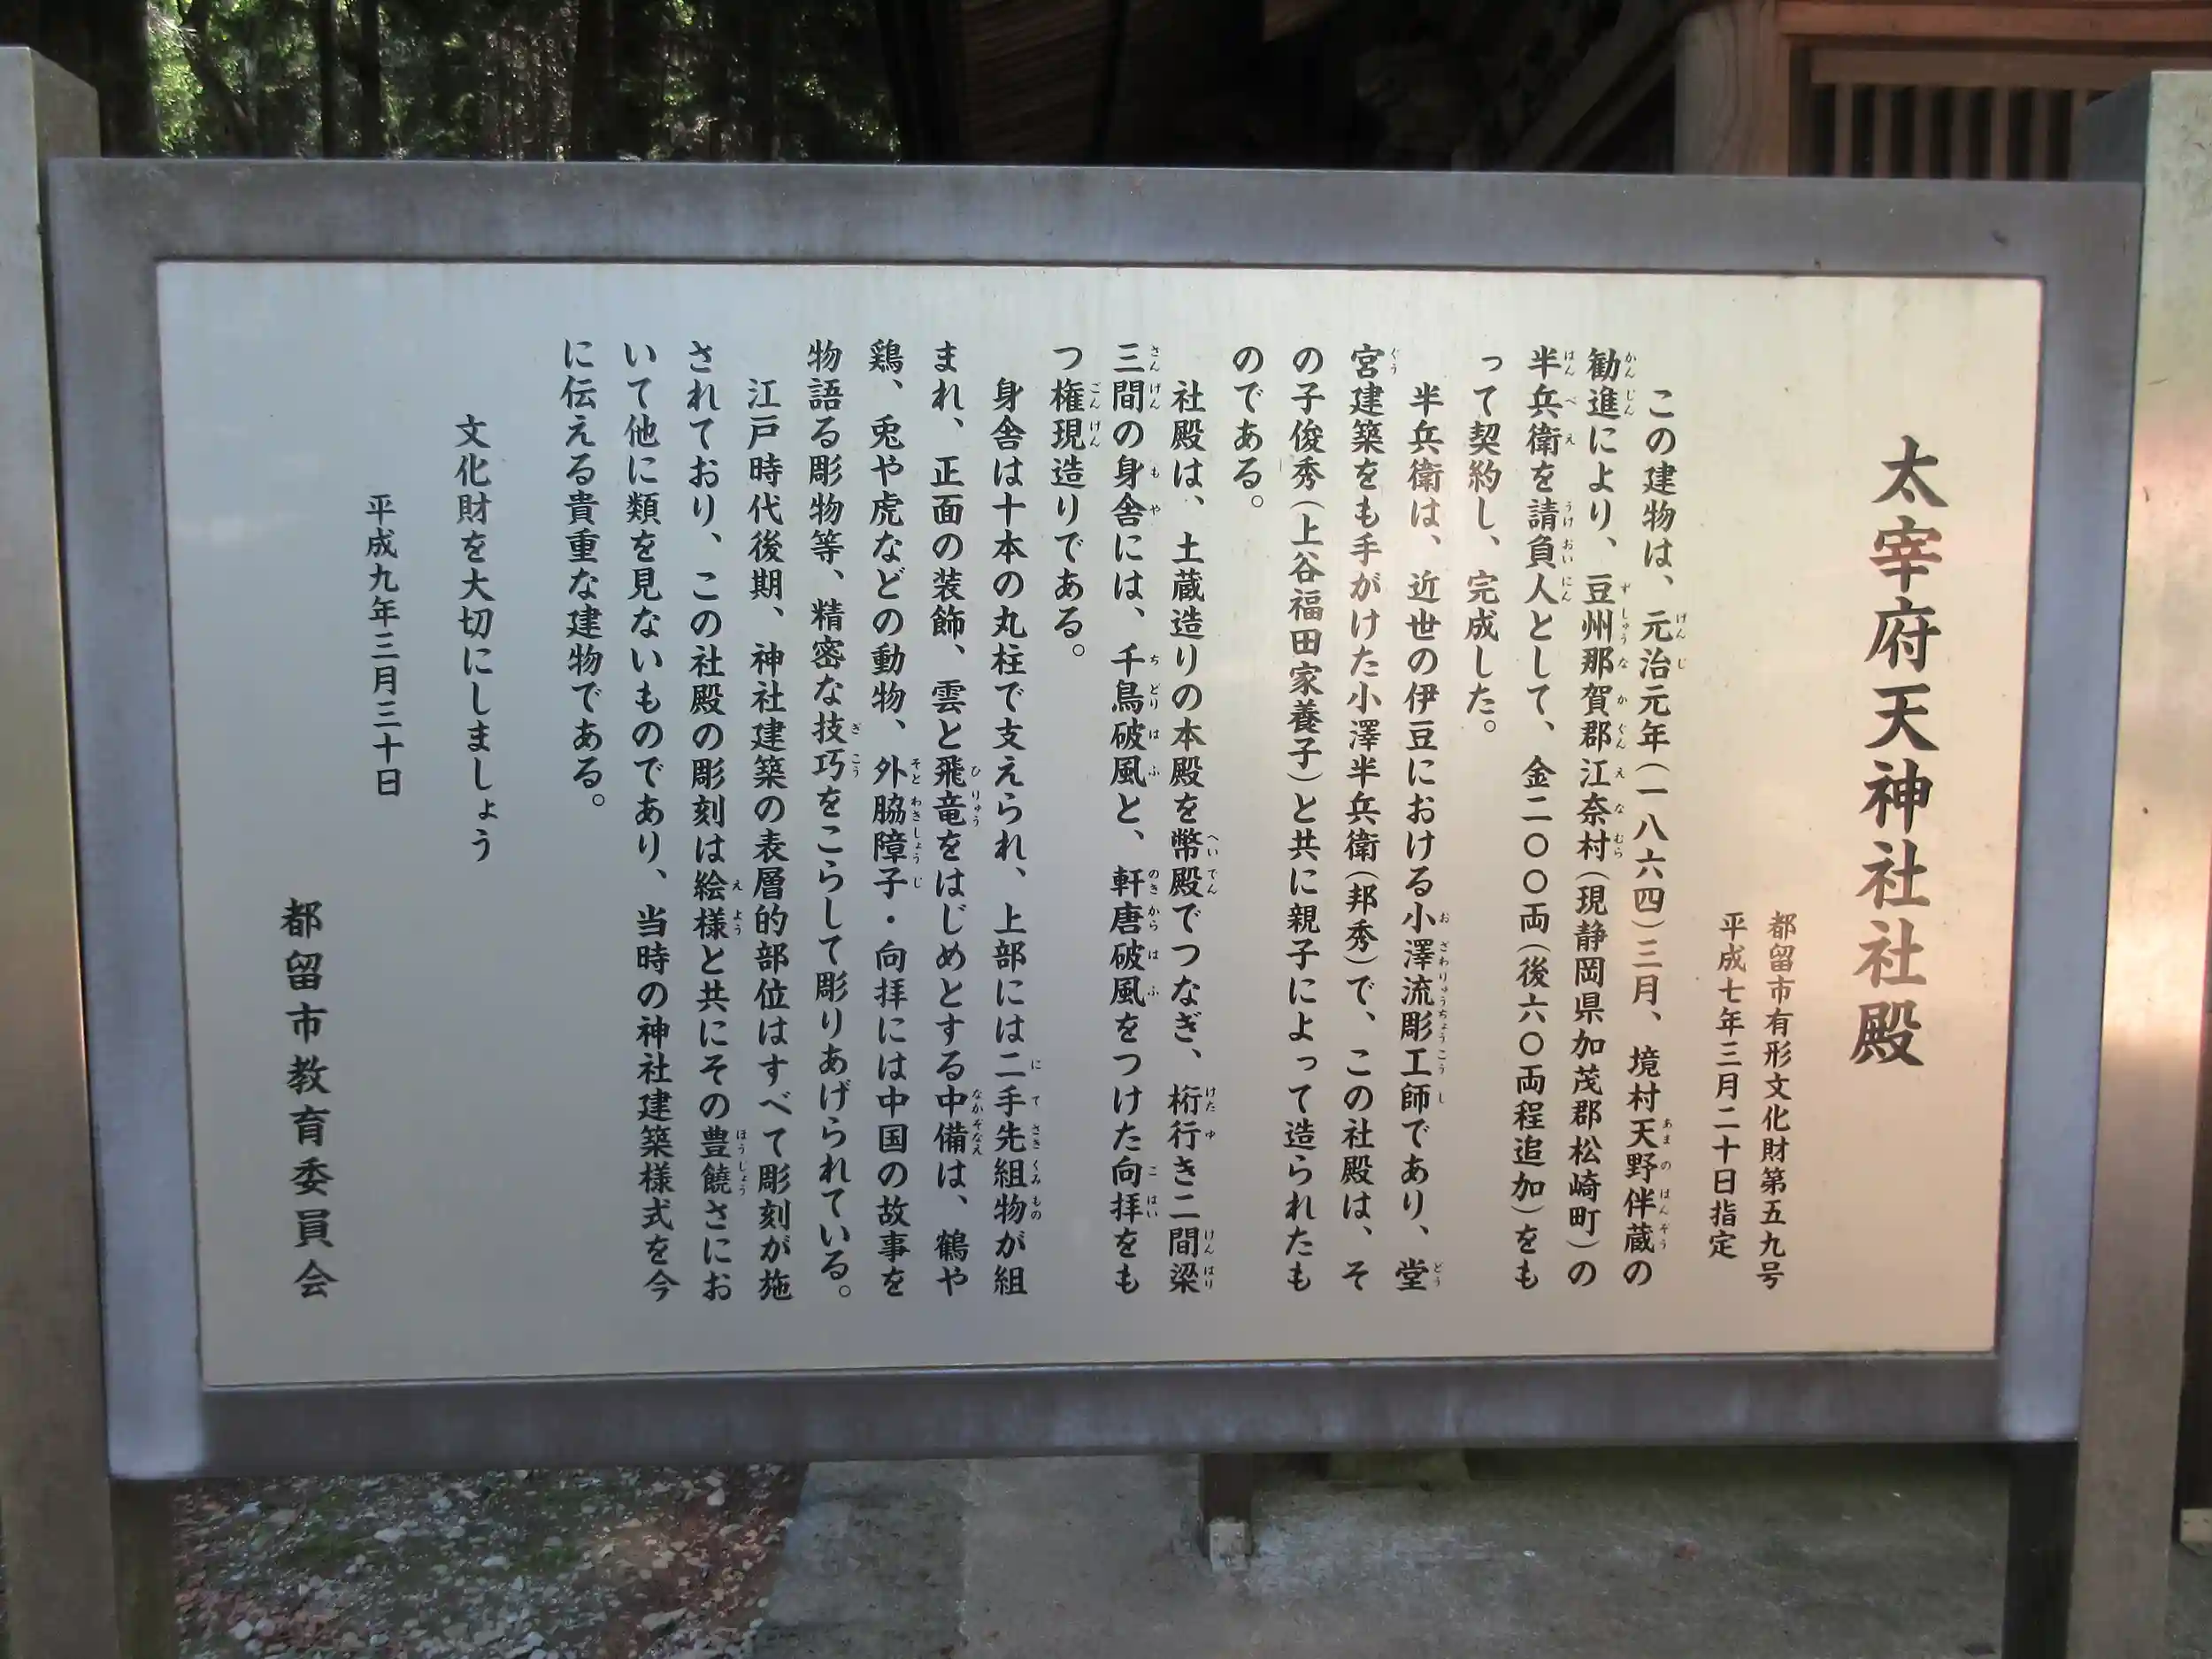 太宰府天神社社殿
都留市有形文化財第五九号
平成七年三月二十日指定
この建物は、元治元年(一八六四)三月、境村天野伴蔵の
勧進により、豆州那賀郡江奈村(現静岡県加茂郡松崎町)の
半兵衛を請負人として、金二〇〇両(後六〇両程追加)をも
って契約し、完成した。
半兵衛は、近世の伊豆における小澤流彫工師であり、堂
宮建築をも手がけた小澤半兵衛(邦秀)で、この社殿は、そ
の子俊秀(上谷福田家養子)と共に親子によって造られたも
のである。
社殿は、土蔵造りの本殿を幣殿でつなぎ、桁行き二間梁
三間の身舎には、千鳥破風と、軒唐破風をつけた向拝をも
つ権現造りである。
身舎は十本の丸柱で支えられ、上部には二手先組物が組
まれ、正面の装飾、雲と飛竜をはじめとする中備は、鶴や
鶏、兎や虎などの動物、外脇障子・向拝には中国の故事を
物語る彫物等、精密な技巧をこらして彫りあげられている。
江戸時代後期、神社建築の表層的部位はすべて彫刻が施
されており、この社殿の彫刻は絵様と共にその豊饒さにお
いて他に類を見ないものであり、当時の神社建築様式を今
に伝える貴重な建物である。
文化財を大切にしましょう
平成九年三月三十日
都留市教育委員会